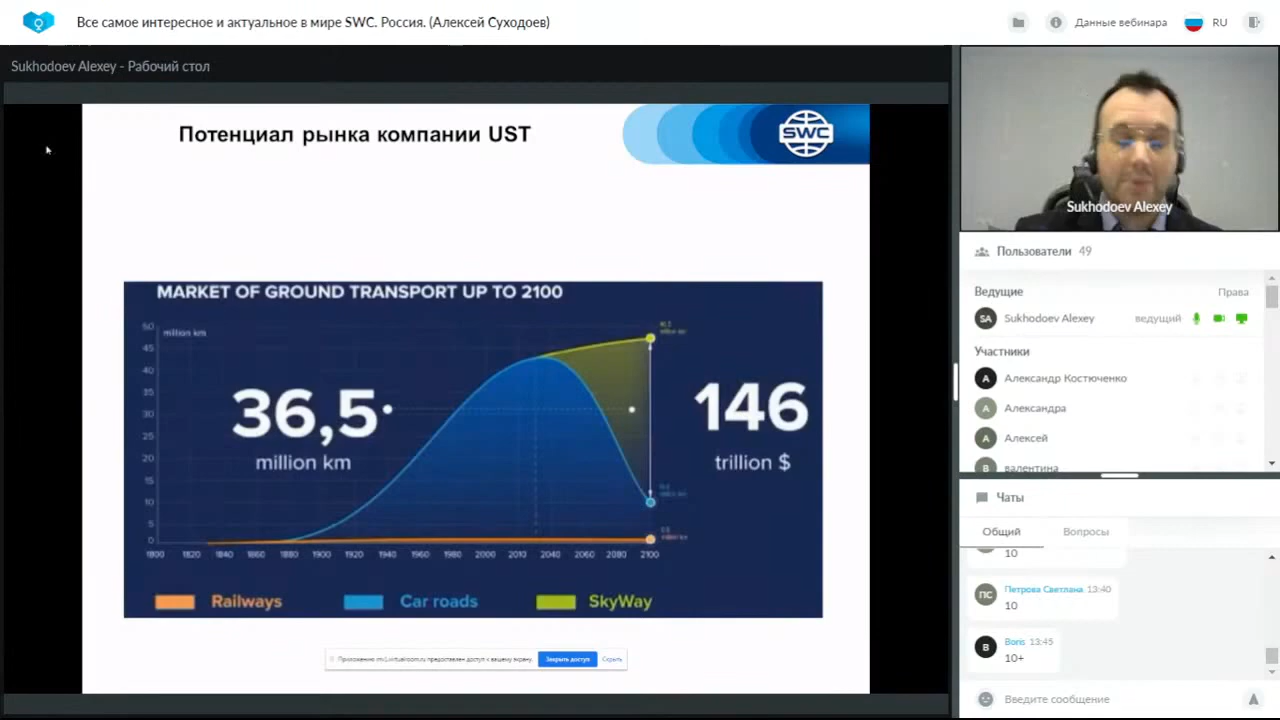 Все самое интересное и актуальное в мире SWC. Россия. (Алексей Суходоев)
Данные вебинара
RU
Sukhodoev Alexey - Рабочий стол
Потенциал рынка компании UST
SWC
MARKET OF GROUND TRANSPORT UP TO 2100
million km
50
45
40
35
30
25
20
15
10
5
0
36,5
million km
146
trillion $
1800 1820 1840 1860 1880 1900 1920 1940 1960 1980 2000 2010 2040 2060 2080 2100
Railways
Car roads
SkyWay
Закрыть доступ
Скрыть
Sukhodoev Alexey
Пользователи 49
Ведущие Права
SA Sukhodoev Alexey ведущий
Участники
А Александр Костюченко
А Александра
А Алексей
В валентина
Чаты
Общий Вопросы
10
ПС Петрова Светлана 13:40
10
B Boris 13:45
10+
Введите сообщение